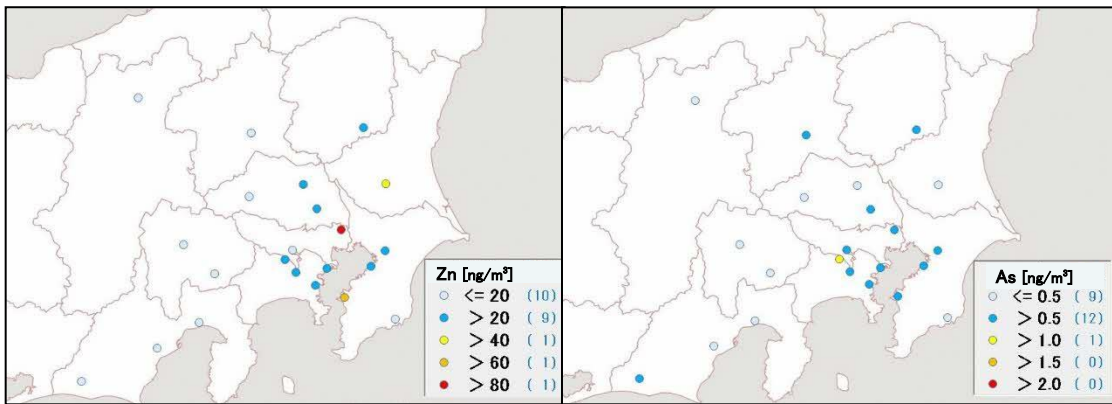 Zn [ng/m³]
<= 20 (10)
> 20 ( 9)
> 40 ( 1)
> 60 ( 1)
> 80 ( 1)
As [ng/m³]
<= 0.5 ( 9)
> 0.5 (12)
> 1.0 ( 1)
> 1.5 ( 0)
> 2.0 ( 0)